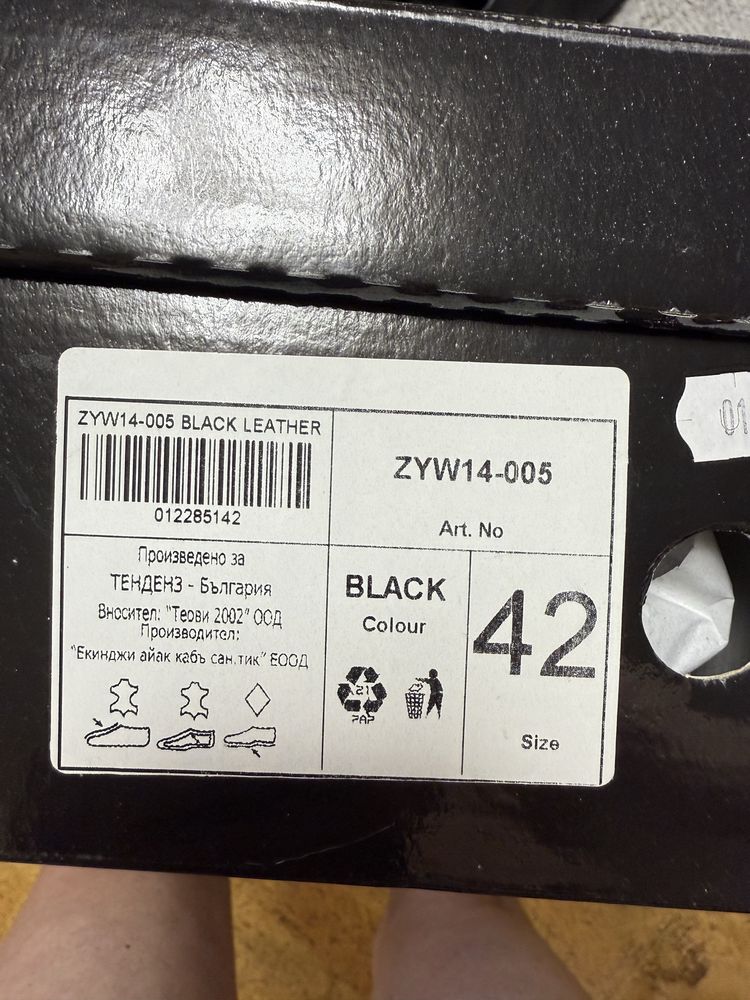 ZYW14-005 BLACK LEATHER
012285142
ZYW14-005
Art. No
Произведено за
ТЕНДЕНЗ - България
Вносител: "Теови 2002" ООД
Производител:
"Екинджи айак кабъ сан.тик" ЕООД
BLACK
Colour
42
Size
PAP